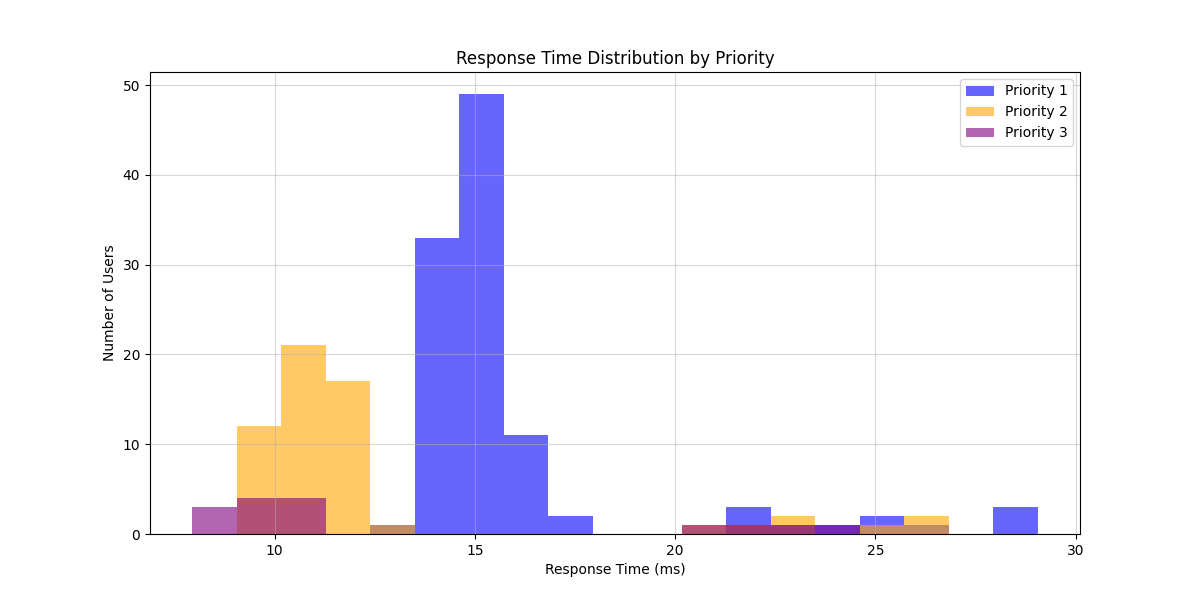 Response Time Distribution by Priority
50
40
30
20
10
0
Number of Users
Priority 1
Priority 2
Priority 3
10 15 20 25 30
Response Time (ms)